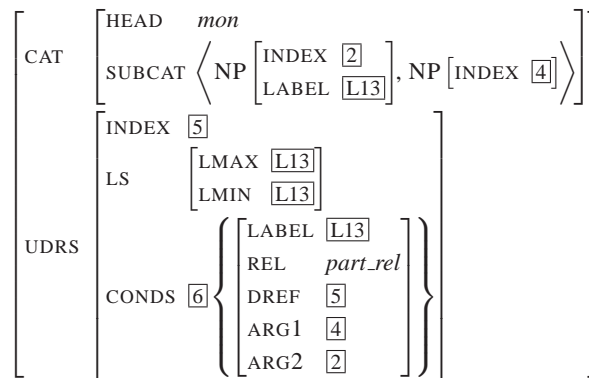 HEAD mon
CAT
SUBCAT ⟨ NP [ INDEX 2 LABEL L13 ], NP [ INDEX 4 ] ⟩
INDEX 5
LS
LMAX L13
LMIN L13
UDRS
CONDS 6
LABEL L13
REL part_rel
DREF 5
ARG1 4
ARG2 2